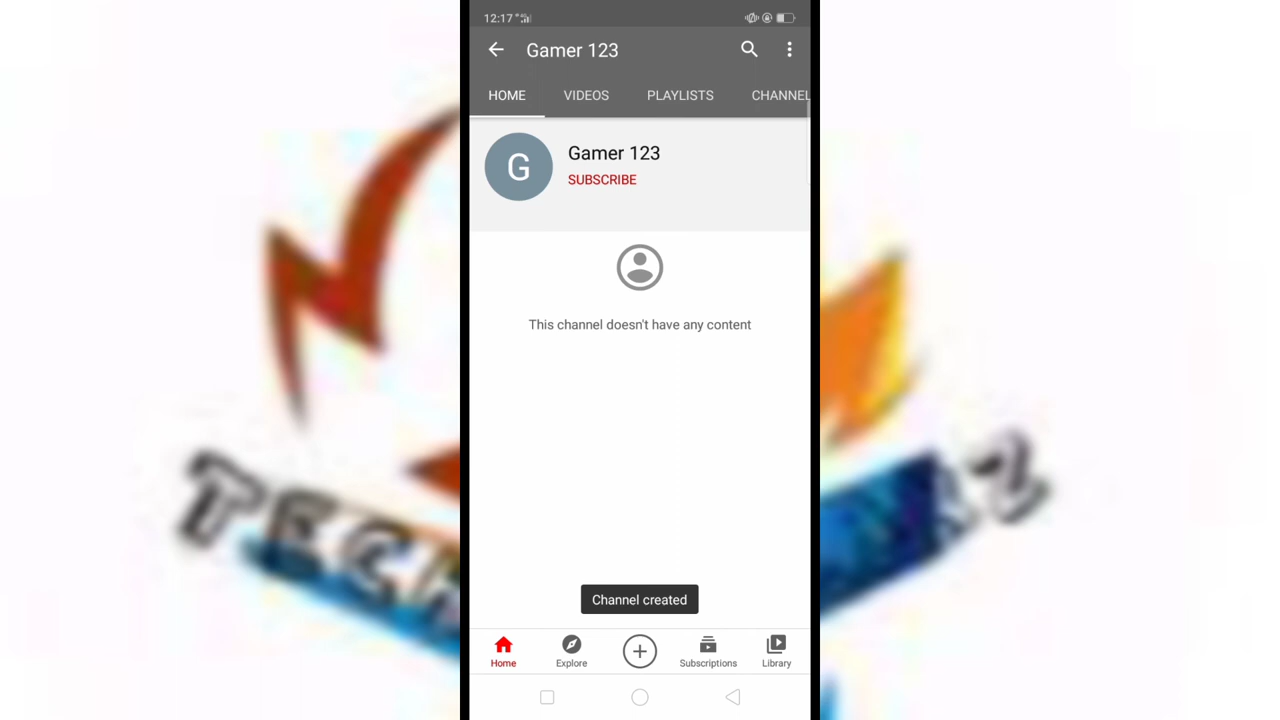 12:17
Gamer 123
HOME VIDEOS PLAYLISTS CHANNEL
G
Gamer 123
SUBSCRIBE
This channel doesn't have any content
TECH
Channel created
Home Explore Subscriptions Library